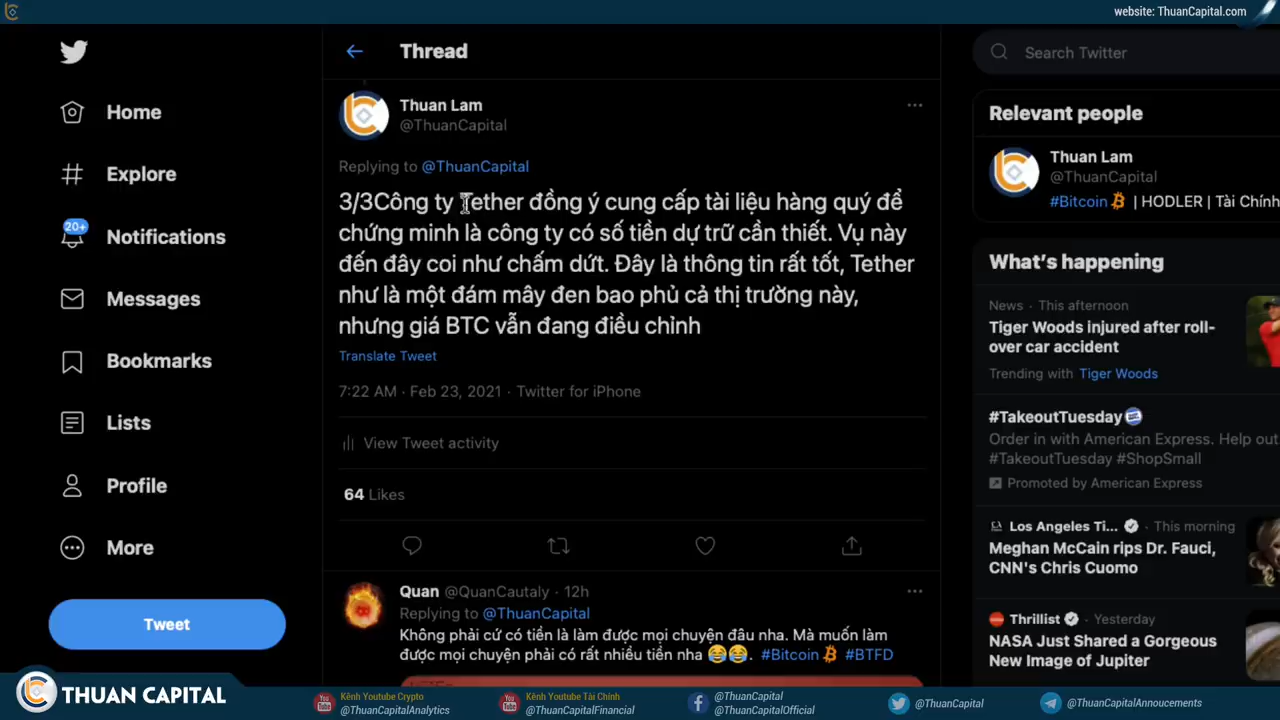 website: ThuanCapital.com
Home
Explore
20+
Notifications
Messages
Bookmarks
Lists
Profile
More
Tweet
Thread
Thuan Lam
@ThuanCapital
Replying to @ThuanCapital
3/3Công ty Tether đồng ý cung cấp tài liệu hàng quý để
chứng minh là công ty có số tiền dự trữ cần thiết. Vụ này
đến đây coi như chấm dứt. Đây là thông tin rất tốt, Tether
như là một đám mây đen bao phủ cả thị trường này,
nhưng giá BTC vẫn đang điều chỉnh
Translate Tweet
7:22 AM · Feb 23, 2021 · Twitter for iPhone
View Tweet activity
64 Likes
Quan @QuanCautaly · 12h
Replying to @ThuanCapital
Không phải cứ có tiền là làm được mọi chuyện đâu nha. Mà muốn làm
được mọi chuyện phải có rất nhiều tiền nha 😂😂. #Bitcoin #BTFD
Search Twitter
Relevant people
Thuan Lam
@ThuanCapital
#Bitcoin | HODLER | Tài Chính
What's happening
News · This afternoon
Tiger Woods injured after roll-
over car accident
Trending with Tiger Woods
#TakeoutTuesday
Order in with American Express. Help out
#TakeoutTuesday #ShopSmall
Promoted by American Express
Los Angeles Ti... · This morning
Meghan McCain rips Dr. Fauci,
CNN's Chris Cuomo
Thrillist · Yesterday
NASA Just Shared a Gorgeous
New Image of Jupiter
THUAN CAPITAL
Kênh Youtube Crypto
@ThuanCapitalAnalytics
Kênh Youtube Tài Chính
@ThuanCapitalFinancial
@ThuanCapital
@ThuanCapitalOfficial
@ThuanCapital
@ThuanCapitalAnnoucements